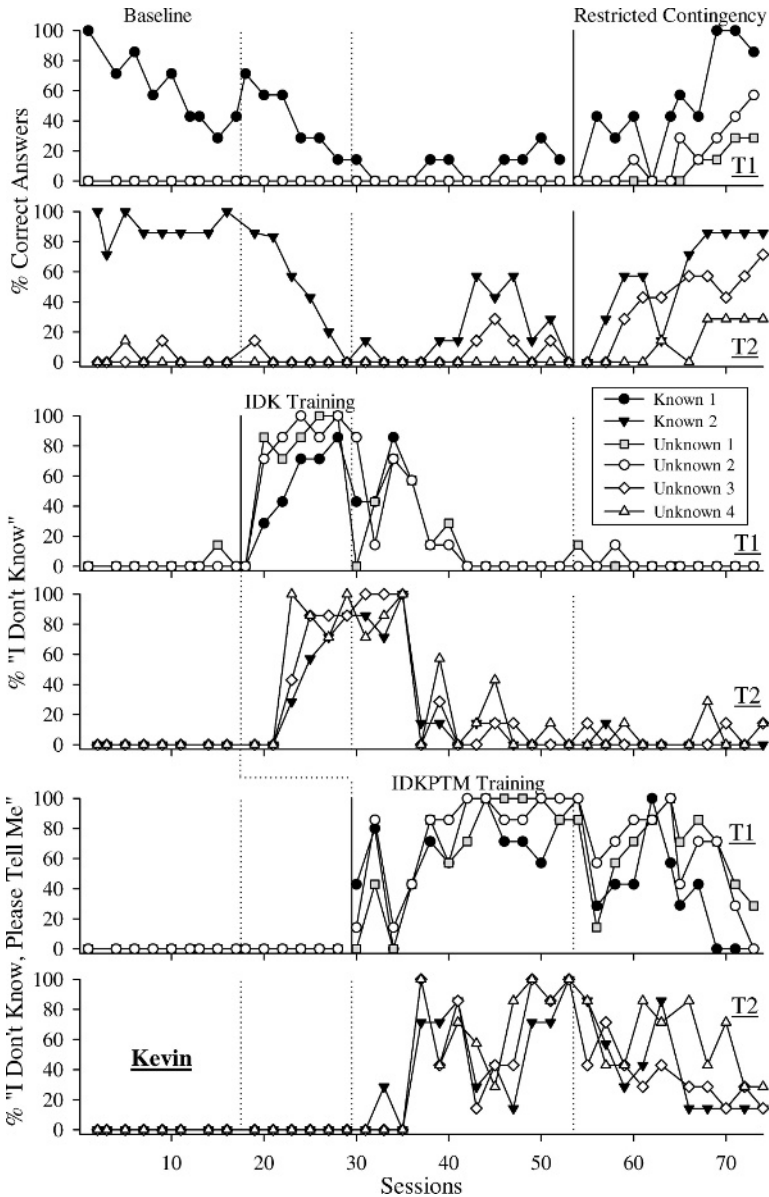 Baseline
Restricted Contingency
% Correct Answers
100
80
60
40
20
0
T1
100
80
60
40
20
0
T2
IDK Training
% "I Don't Know"
100
80
60
40
20
0
Known 1
Known 2
Unknown 1
Unknown 2
Unknown 3
Unknown 4
T1
100
80
60
40
20
0
T2
IDKPTM Training
% "I Don't Know, Please Tell Me"
100
80
60
40
20
0
T1
100
80
60
40
20
0
T2
Kevin
10 20 30 40 50 60 70
Sessions